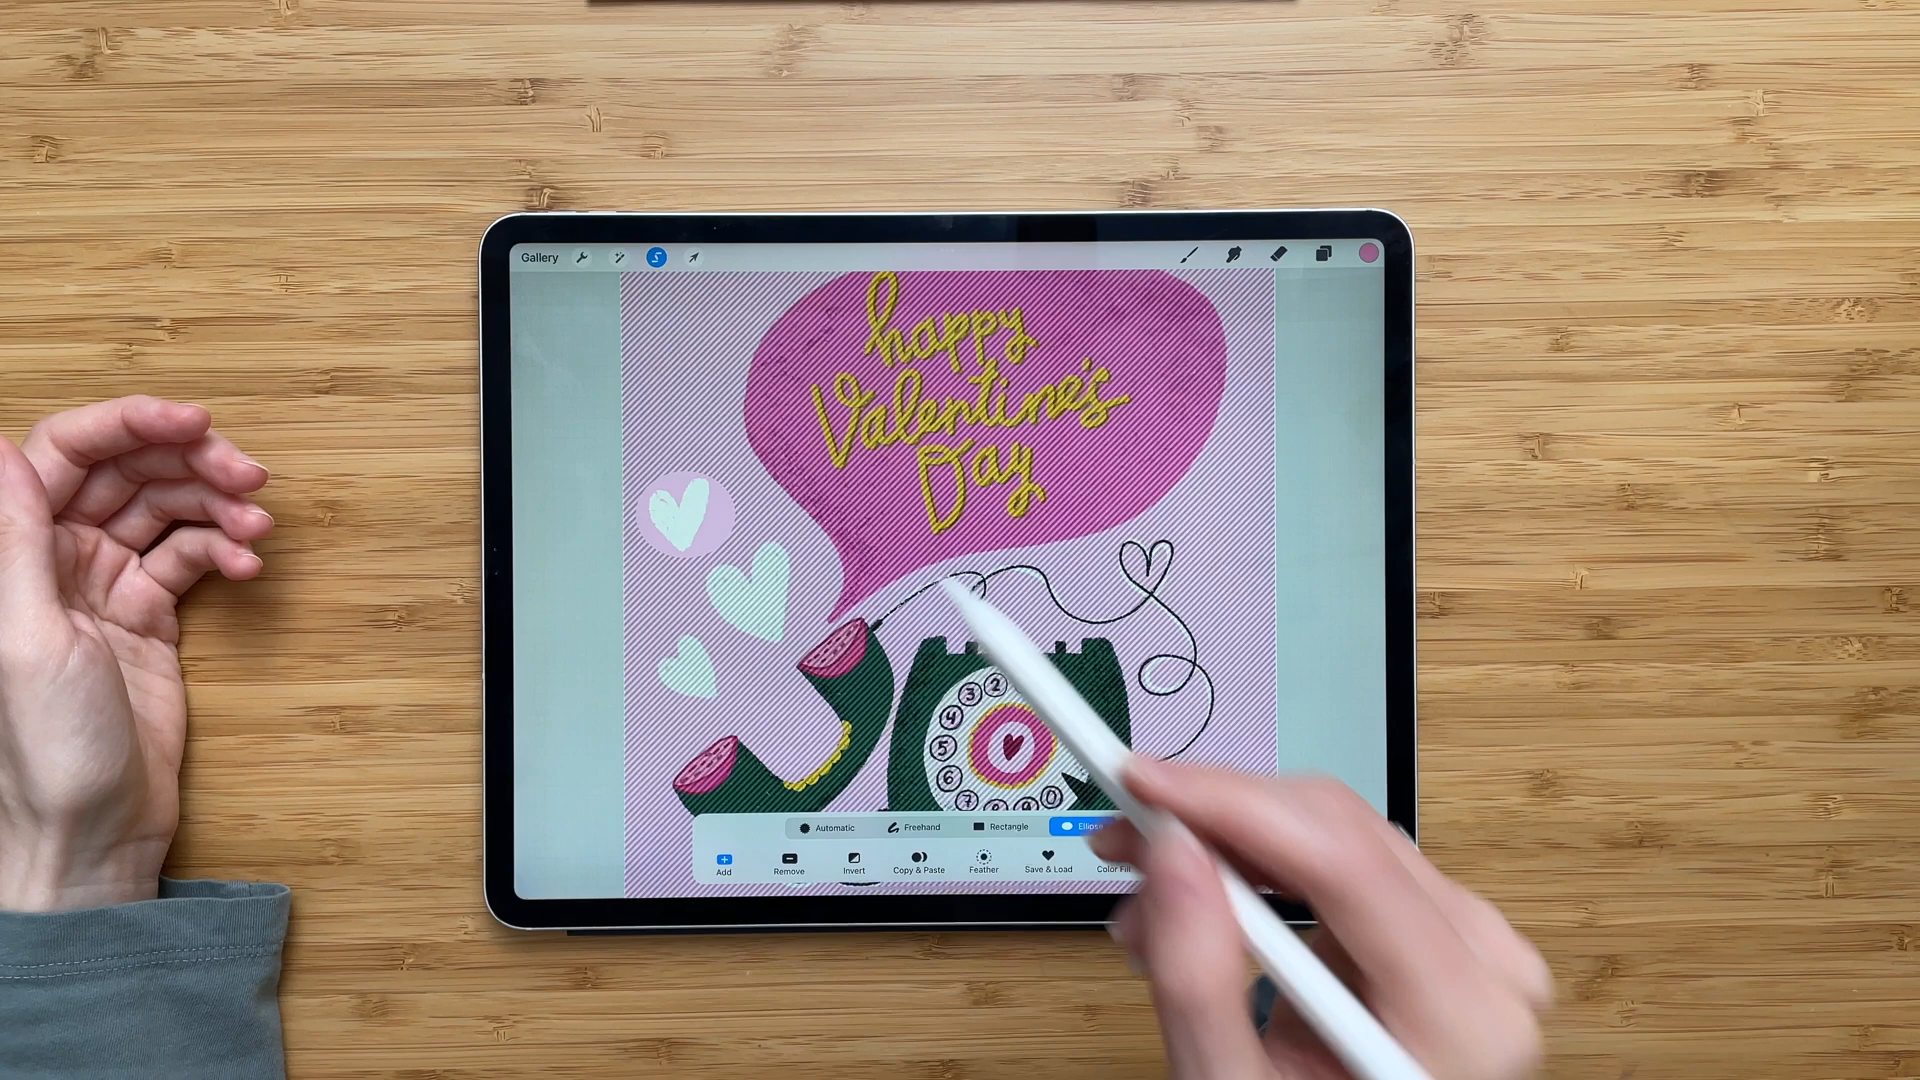 Gallery
happy
Valentine's
Day
3 2
4
5
6
7 8 9 0
Automatic Freehand Rectangle Ellipse
Add Remove Invert Copy & Paste Feather Save & Load Color Fill